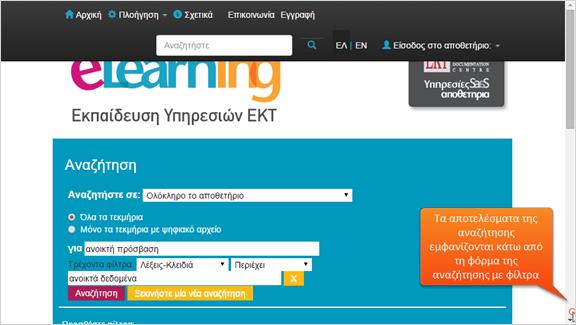 Αρχική Πλοήγηση Σχετικά Επικοινωνία Εγγραφή
Αναζητήστε
ΕΛ | EN
Είσοδος στο αποθετήριο:
eLearning
Εκπαίδευση Υπηρεσιών ΕΚΤ
EKT DOCUMENTATION
CENTRE
Υπηρεσίες SaaS
αποθετηρια
Αναζήτηση
Αναζητήστε σε: Ολόκληρο το αποθετήριο
Όλα τα τεκμήρια
Μόνο τα τεκμήρια με ψηφιακό αρχείο
για ανοικτή πρόσβαση
Τρέχοντα φίλτρα: Λέξεις-Κλειδιά Περιέχει
ανοικτά δεδομένα X
Αναζήτηση Ξεκινήστε μία νέα αναζήτηση
Προσθέστε φίλτρα:
Τα αποτελέσματα της
αναζήτησης
εμφανίζονται κάτω από
τη φόρμα της
αναζήτησης με φίλτρα